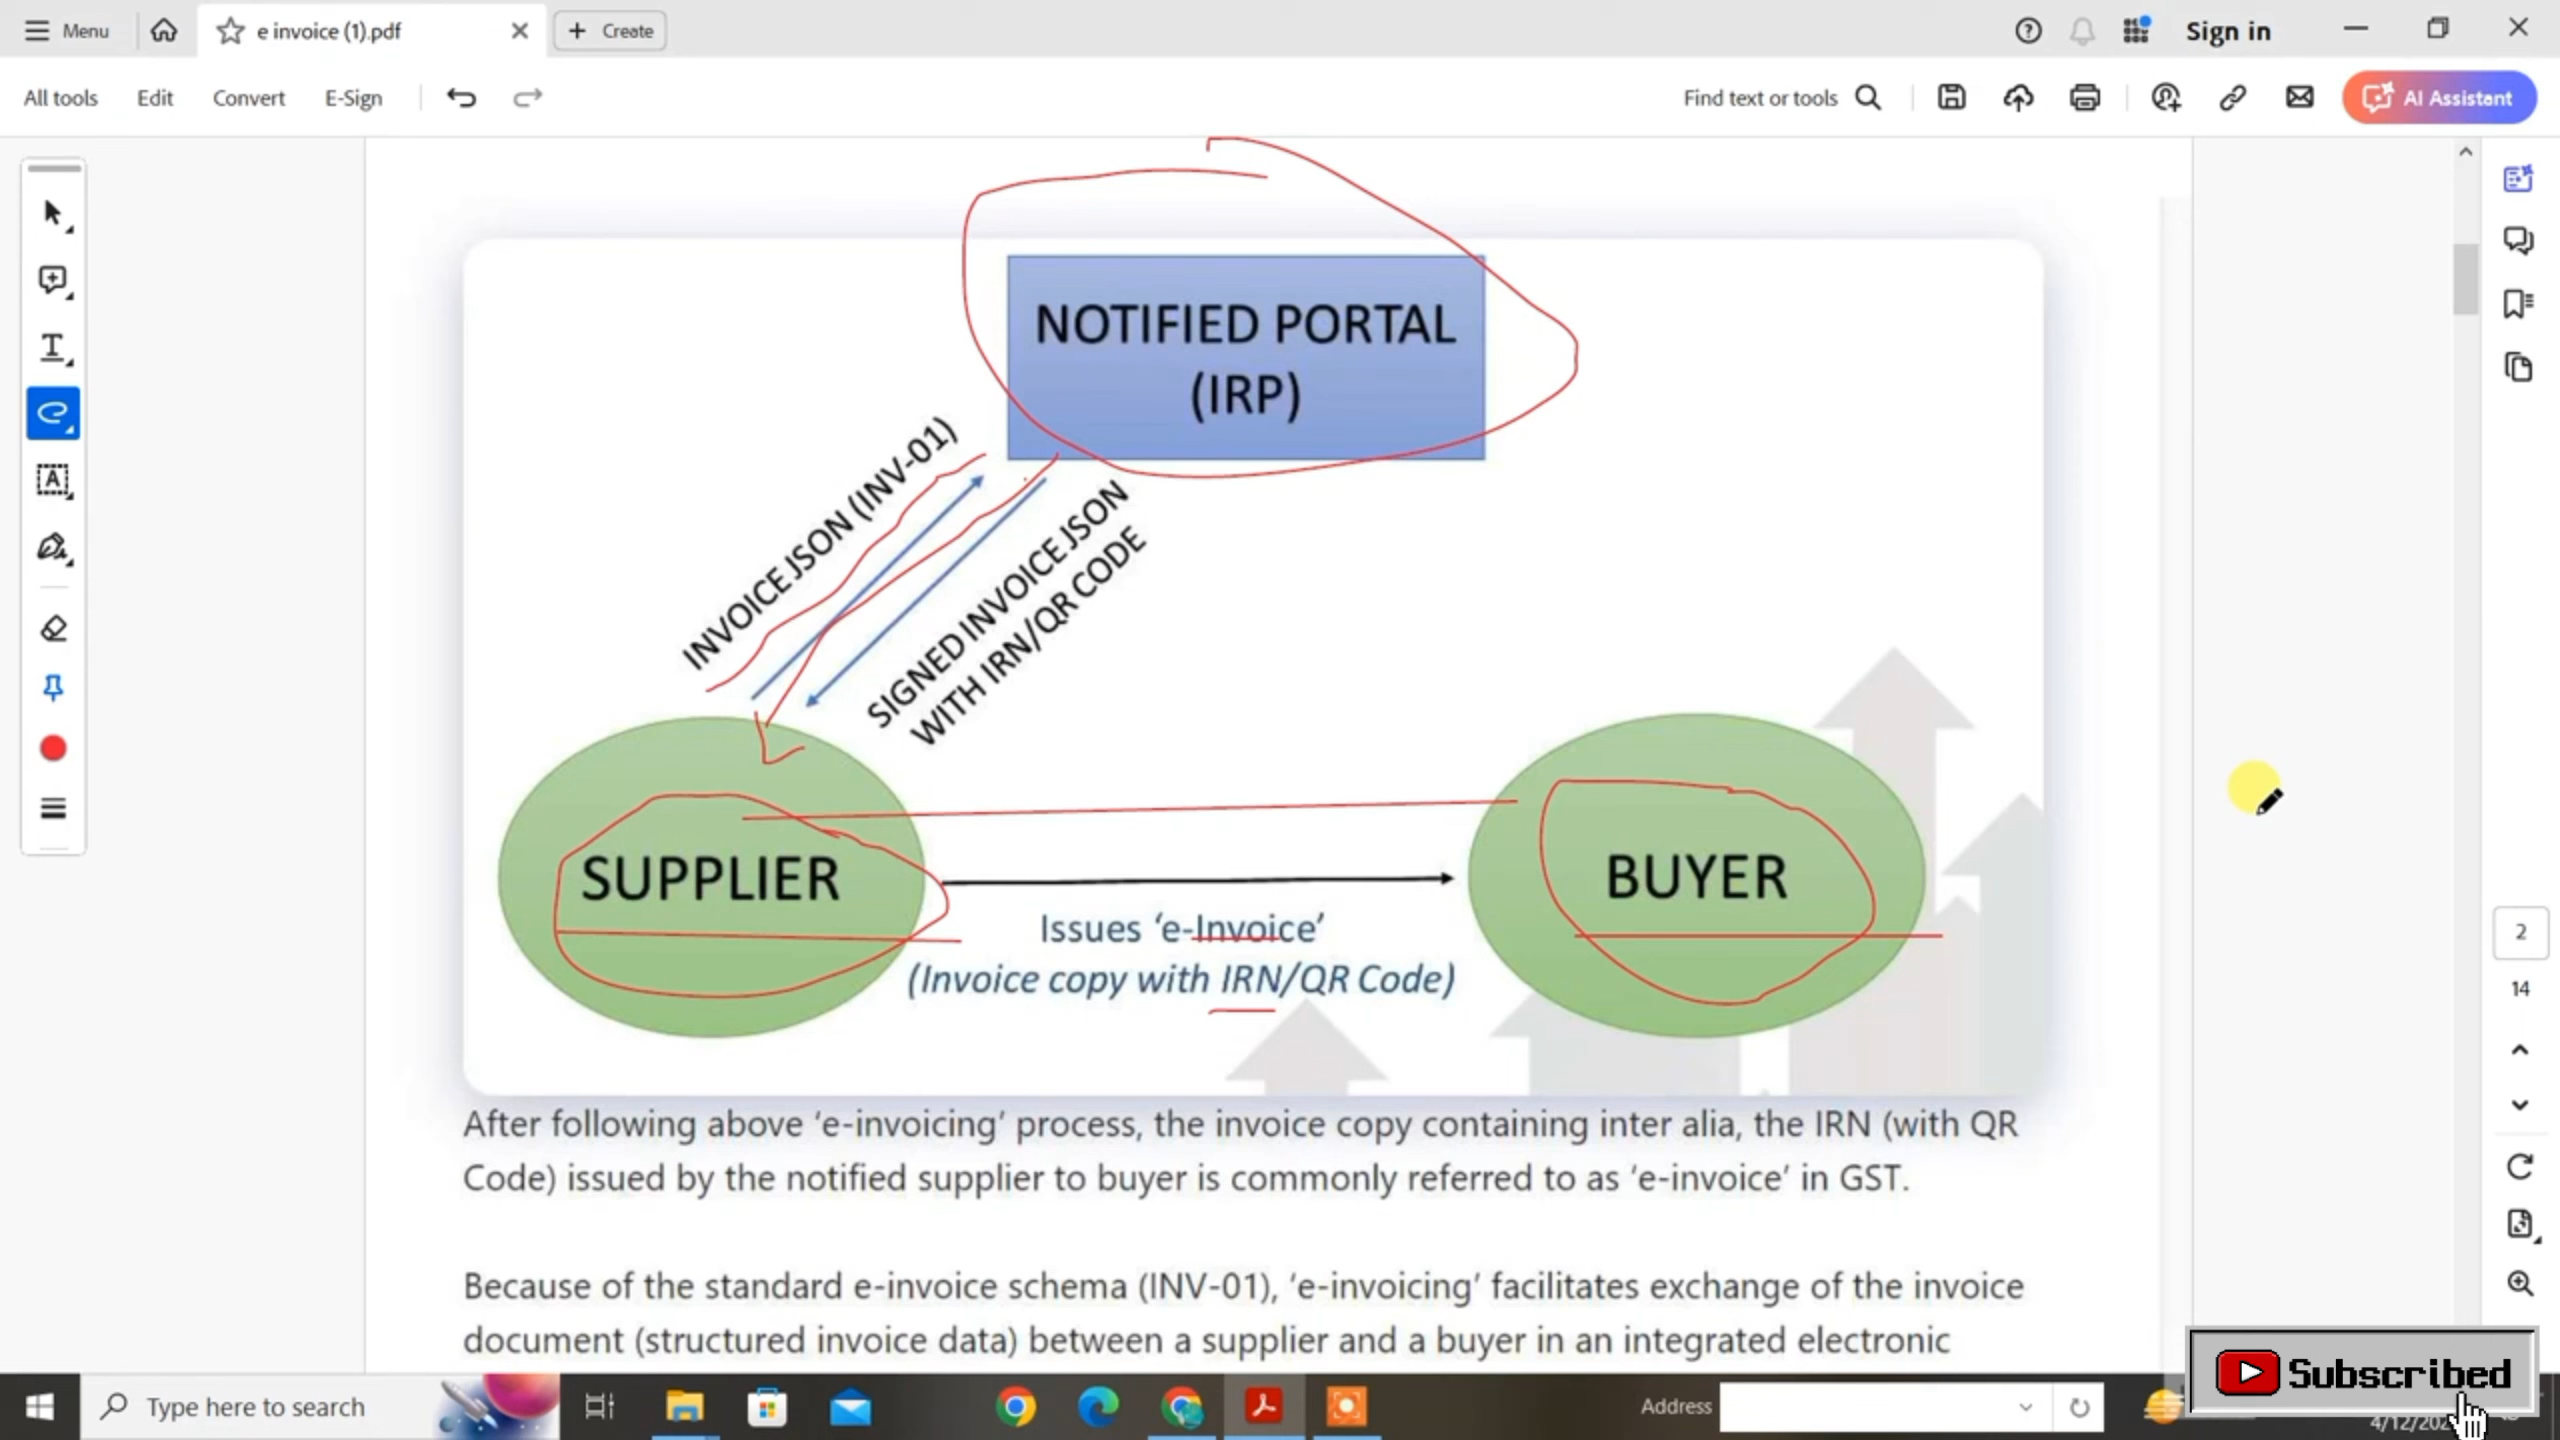 Menu
e invoice (1).pdf
Create
Sign in
All tools
Edit
Convert
E-Sign
Find text or tools
AI Assistant
NOTIFIED PORTAL
(IRP)
INVOICE JSON (INV-01)
SIGNED INVOICE JSON
WITH IRN/QR CODE
SUPPLIER
BUYER
Issues ‘e-Invoice’
(Invoice copy with IRN/QR Code)
After following above ‘e-invoicing’ process, the invoice copy containing inter alia, the IRN (with QR
Code) issued by the notified supplier to buyer is commonly referred to as ‘e-invoice’ in GST.
Because of the standard e-invoice schema (INV-01), ‘e-invoicing’ facilitates exchange of the invoice
document (structured invoice data) between a supplier and a buyer in an integrated electronic
2
14
Subscribed
Type here to search
Address